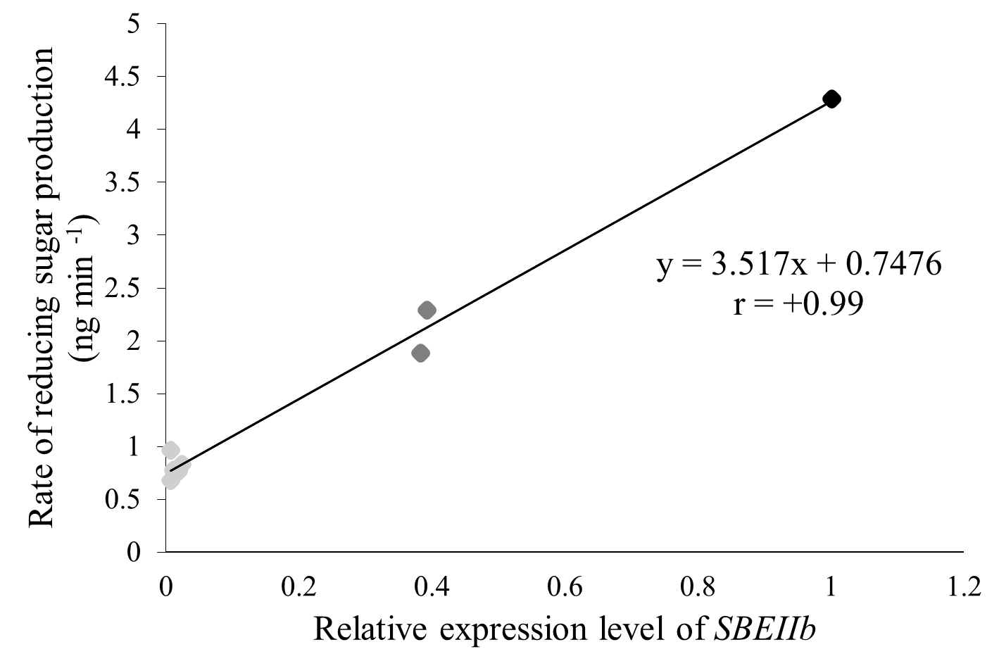 Rate of reducing sugar production
(ng min -1)
5
4.5
4
3.5
3
2.5
2
1.5
1
0.5
0
y = 3.517x + 0.7476
r = +0.99
0 0.2 0.4 0.6 0.8 1 1.2
Relative expression level of SBEIIb